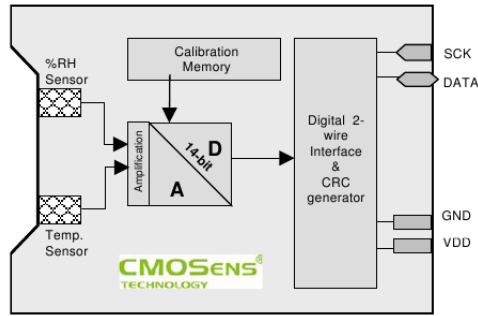 %RH
Sensor
Calibration
Memory
SCK
DATA
Amplification
14-bit
D
A
Digital 2-
wire
Interface
&
CRC
generator
Temp.
Sensor
GND
VDD
CMOSENS®
TECHNOLOGY